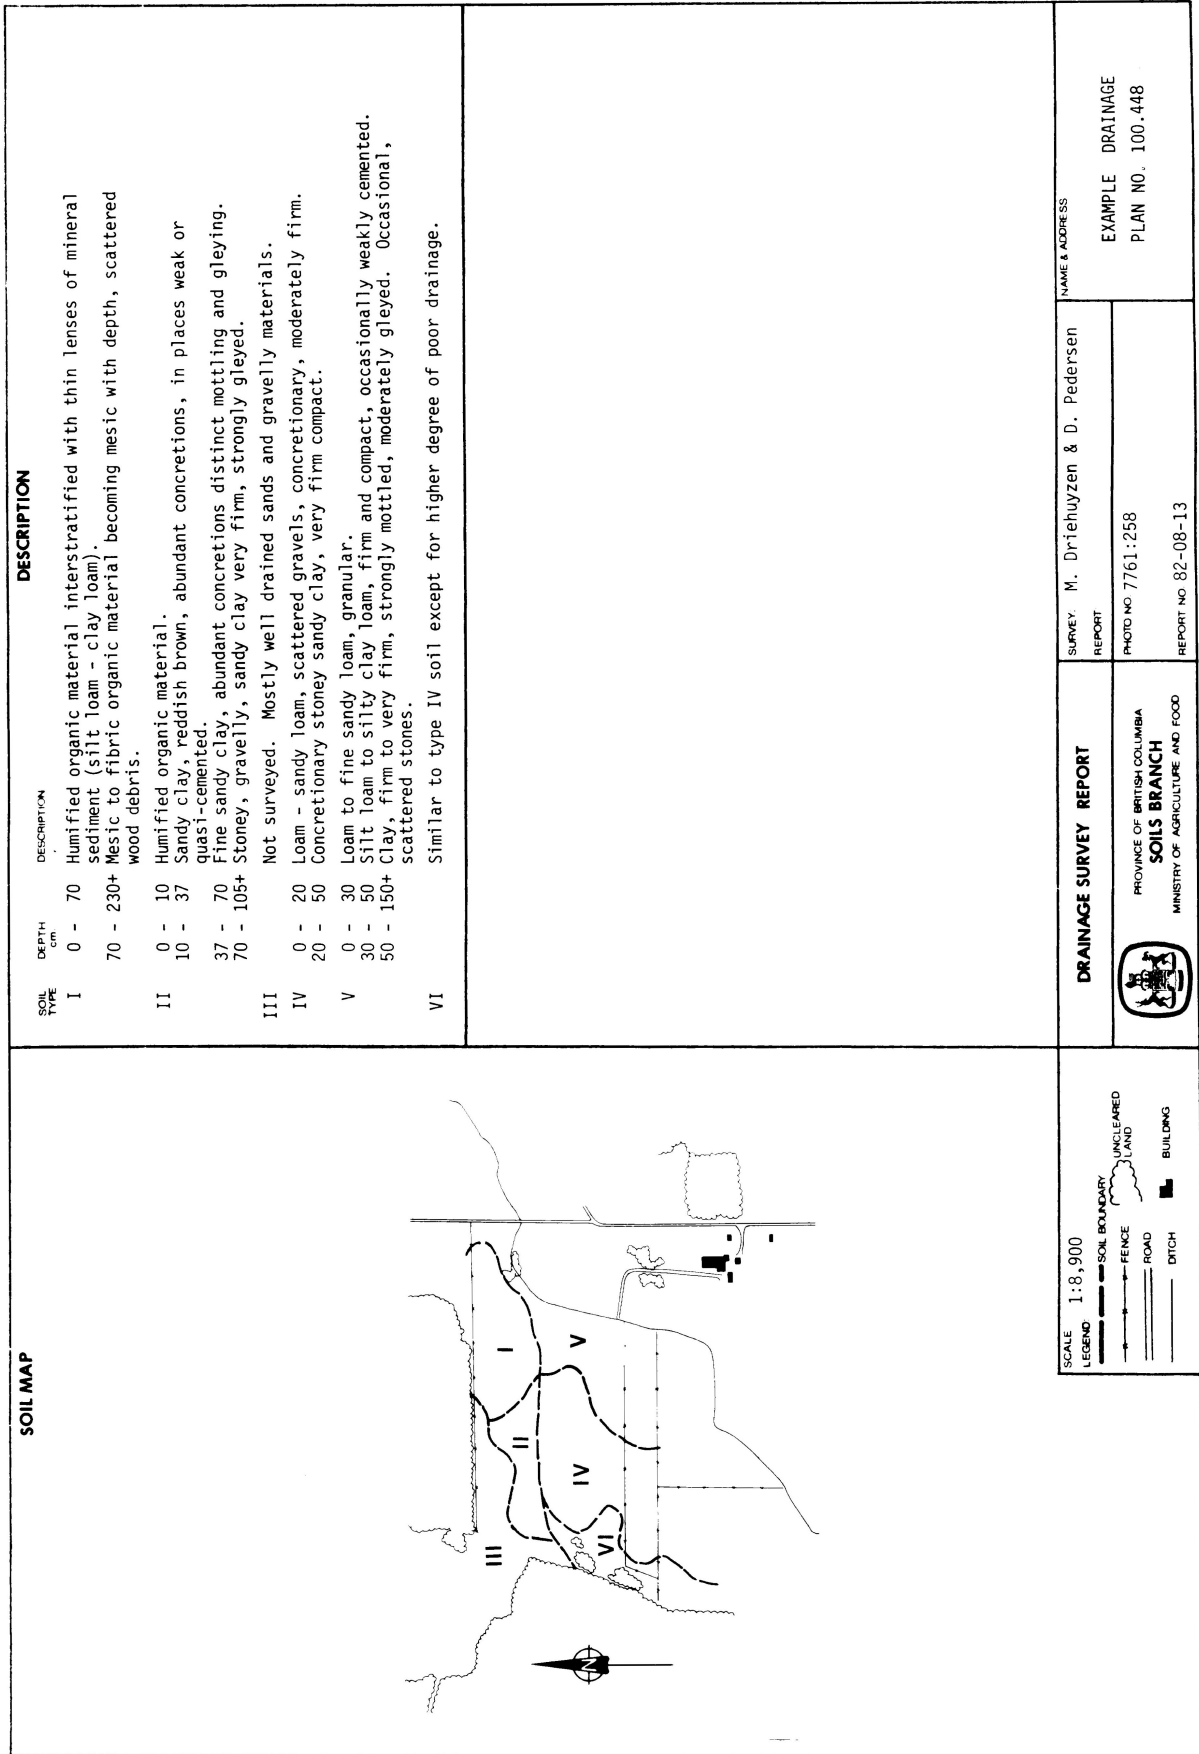 SOIL MAP
III
II
I
IV
V
VI
N
DESCRIPTION
SOIL TYPE
DEPTH cm
DESCRIPTION
I 0 - 70 Humified organic material interstratified with thin lenses of mineral
sediment (silt loam - clay loam).
70 - 230+ Mesic to fibric organic material becoming mesic with depth, scattered
wood debris.
II 0 - 10 Humified organic material.
10 - 37 Sandy clay, reddish brown, abundant concretions, in places weak or
quasi-cemented.
37 - 70 Fine sandy clay, abundant concretions distinct mottling and gleying.
70 - 105+ Stoney, gravelly, sandy clay very firm, strongly gleyed.
III Not surveyed. Mostly well drained sands and gravelly materials.
IV 0 - 20 Loam - sandy loam, scattered gravels, concretionary, moderately firm.
20 - 50 Concretionary stoney sandy clay, very firm compact.
V 0 - 30 Loam to fine sandy loam, granular.
30 - 50 Silt loam to silty clay loam, firm and compact, occasionally weakly cemented.
50 - 150+ Clay, firm to very firm, strongly mottled, moderately gleyed. Occasional,
scattered stones.
VI Similar to type IV soil except for higher degree of poor drainage.
SCALE 1:8,900
LEGEND:
SOIL BOUNDARY
FENCE
UNCLEARED LAND
ROAD
DITCH
BUILDING
DRAINAGE SURVEY REPORT
PROVINCE OF BRITISH COLUMBIA
SOILS BRANCH
MINISTRY OF AGRICULTURE AND FOOD
SURVEY: M. Driehuyzen & D. Pedersen
REPORT
PHOTO NO 7761:258
REPORT NO 82-08-13
NAME & ADDRESS
EXAMPLE DRAINAGE
PLAN NO. 100.448